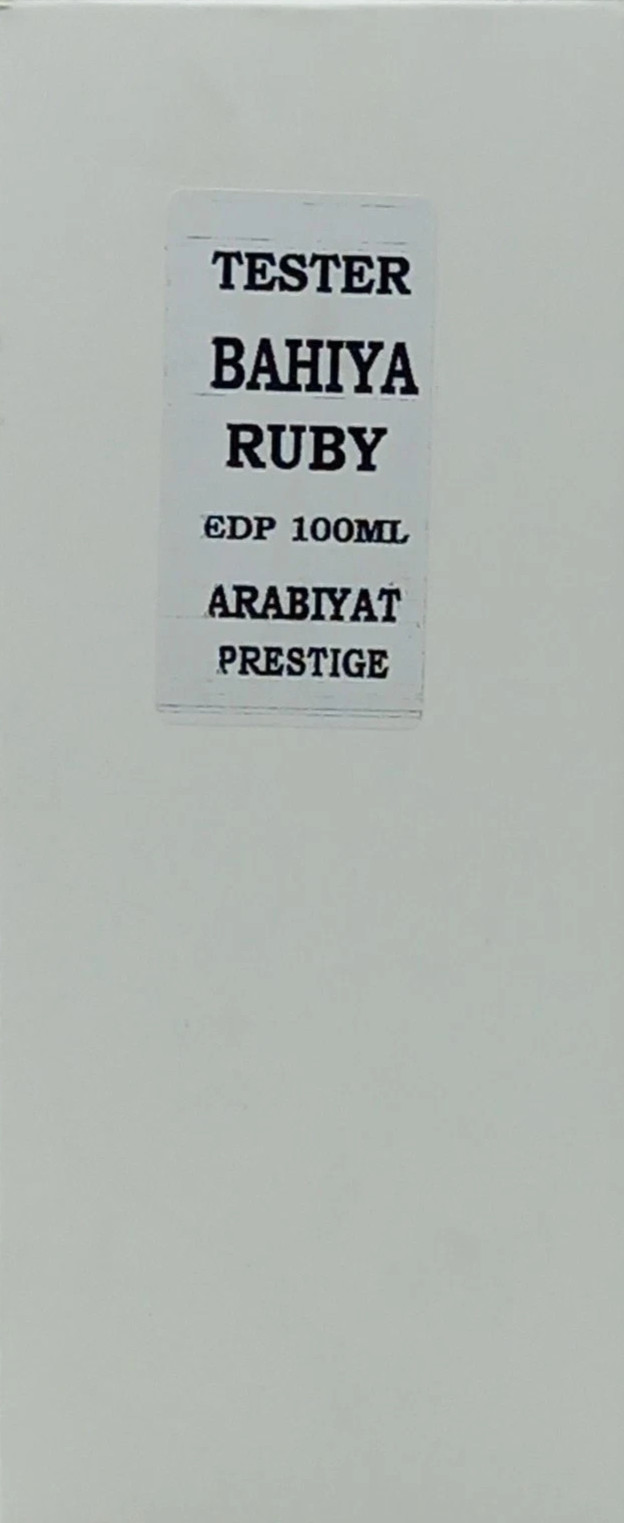 TESTER
BAHIYA
RUBY
EDP 100ML
ARABIYAT
PRESTIGE